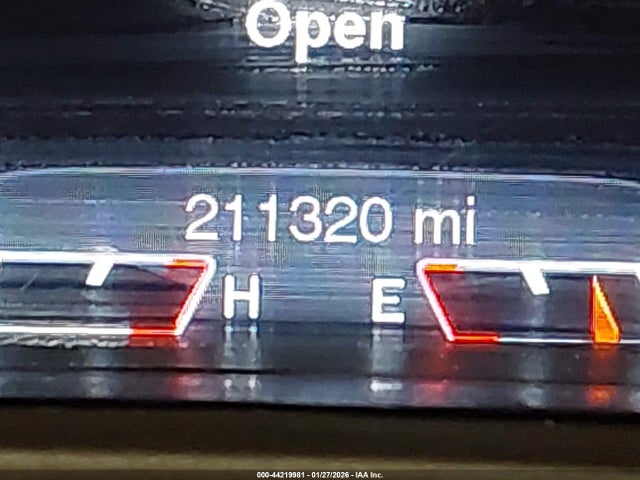 Open
211320 mi
H E
000-44219981 - 01/27/2026 - IAA Inc.